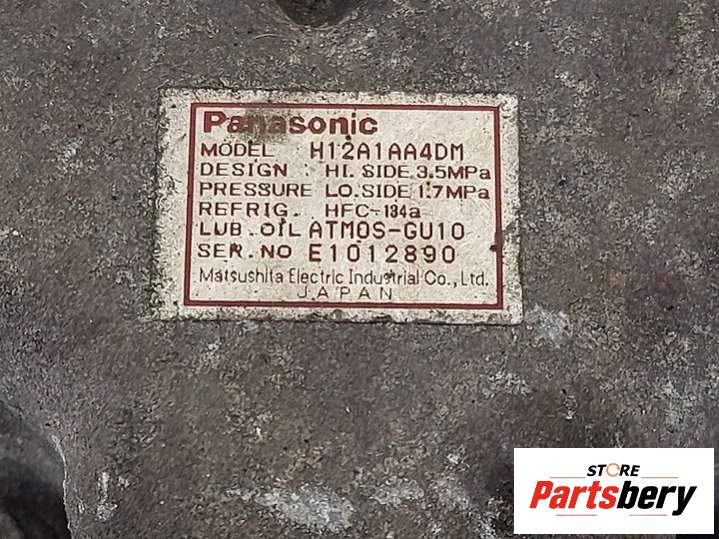 Panasonic
MODEL H12A1AA4DM
DESIGN : HI. SIDE 3.5MPa
PRESSURE LO. SIDE 1.7MPa
REFRIG. HFC-134a
LUB. OIL ATMOS-GU10
SER. NO E1012890
Matsushita Electric Industrial Co., Ltd.
JAPAN
STORE
Partsbery